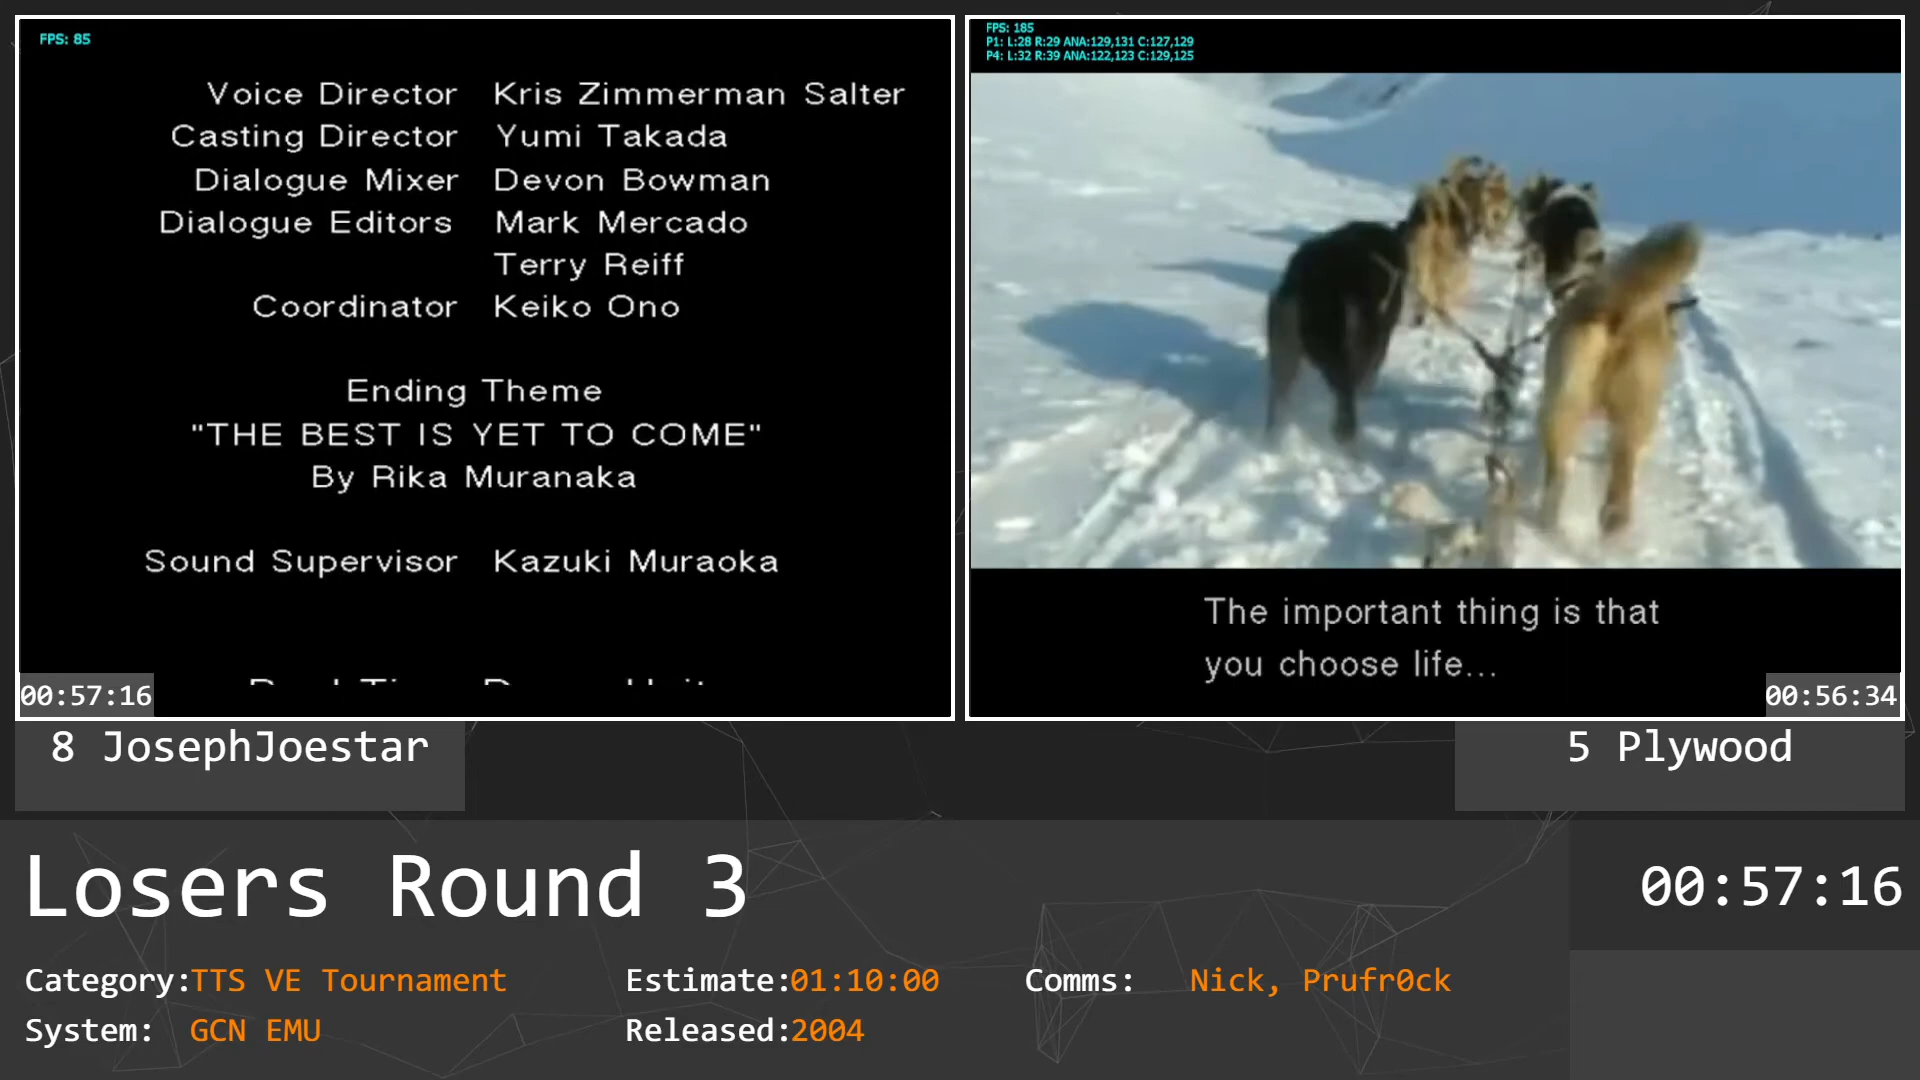 FPS: 85
Voice Director Kris Zimmerman Salter
Casting Director Yumi Takada
Dialogue Mixer Devon Bowman
Dialogue Editors Mark Mercado
Terry Reiff
Coordinator Keiko Ono
Ending Theme
"THE BEST IS YET TO COME"
By Rika Muranaka
Sound Supervisor Kazuki Muraoka
00:57:16
FPS: 185
P1: L:28 R:29 ANA:129,131 C:127,129
P4: L:32 R:39 ANA:122,123 C:129,125
The important thing is that
you choose life...
00:56:34
8 JosephJoestar
5 Plywood
Losers Round 3
00:57:16
Category:TTS VE Tournament
Estimate:01:10:00
Comms: Nick, Prufr0ck
System: GCN EMU
Released:2004